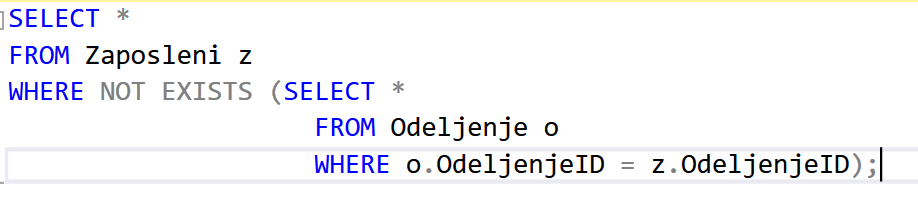 SELECT *
FROM Zaposleni z
WHERE NOT EXISTS (SELECT *
FROM Odeljenje o
WHERE o.OdeljenjeID = z.OdeljenjeID);